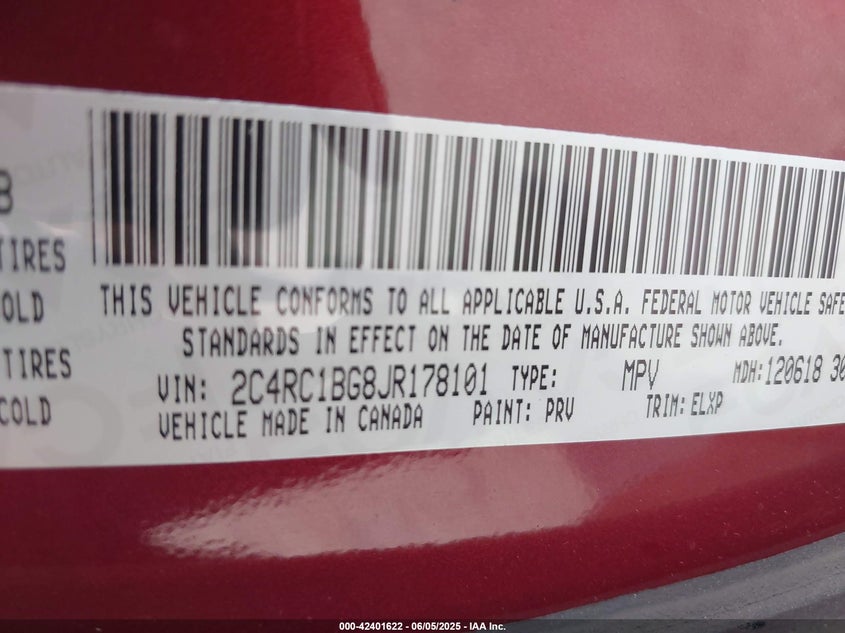 B
TIRES
COLD
TIRES
COLD
THIS VEHICLE CONFORMS TO ALL APPLICABLE U.S.A. FEDERAL MOTOR VEHICLE SAFE
STANDARDS IN EFFECT ON THE DATE OF MANUFACTURE SHOWN ABOVE.
VIN: 2C4RC1BG8JR178101 TYPE: MPV MDH:120618 30
VEHICLE MADE IN CANADA PAINT: PRV TRIM: ELXP
000-42401622 - 06/05/2025 - IAA Inc.